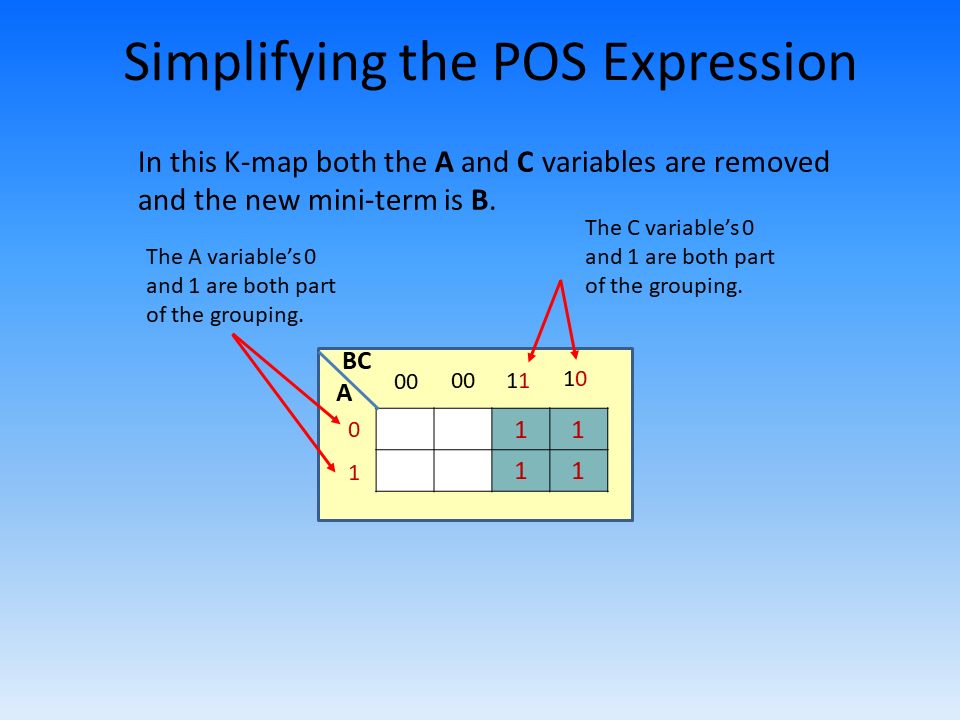 Simplifying the POS Expression
In this K-map both the A and C variables are removed
and the new mini-term is B.
The C variable's 0
and 1 are both part
of the grouping.
The A variable's 0
and 1 are both part
of the grouping.
BC
A
00 00 11 10
0 1 1
1 1 1